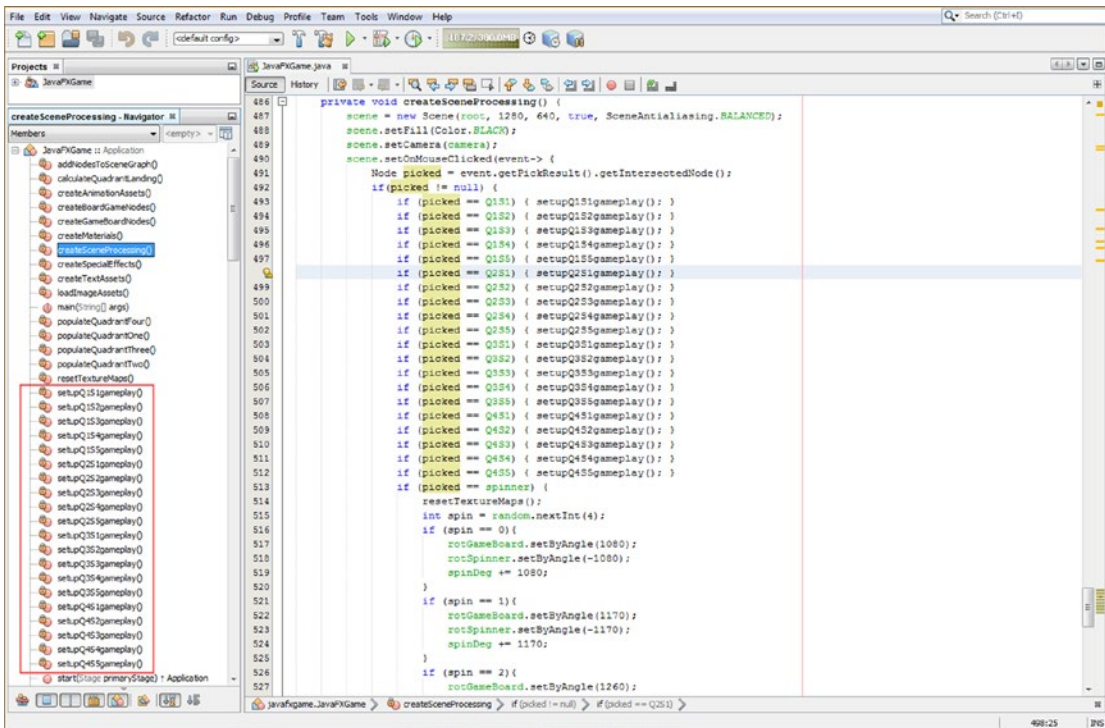 File Edit View Navigate Source Refactor Run Debug Profile Team Tools Window Help
Search (Ctrl+I)
<default config>
187.2/380.0MB
Projects
JavaFXGame
createSceneProcessing - Navigator
Members
<empty>
JavaFXGame :: Application
addNodesToSceneGraph()
calculateQuadrantLanding()
createAnimationAssets()
createBoardGameNodes()
createGameBoardNodes()
createMaterials()
createSceneProcessing()
createSpecialEffects()
createTextAssets()
loadImageAssets()
main(String[] args)
populateQuadrantFour()
populateQuadrantOne()
populateQuadrantThree()
populateQuadrantTwo()
resetTextureMaps()
setupQ1S1gameplay()
setupQ1S2gameplay()
setupQ1S3gameplay()
setupQ1S4gameplay()
setupQ1S5gameplay()
setupQ2S1gameplay()
setupQ2S2gameplay()
setupQ2S3gameplay()
setupQ2S4gameplay()
setupQ2S5gameplay()
setupQ3S1gameplay()
setupQ3S2gameplay()
setupQ3S3gameplay()
setupQ3S4gameplay()
setupQ3S5gameplay()
setupQ4S1gameplay()
setupQ4S2gameplay()
setupQ4S3gameplay()
setupQ4S4gameplay()
setupQ4S5gameplay()
start(Stage primaryStage) ↑ Application
JavaFXGame.java
Source History
486 private void createSceneProcessing() {
487 scene = new Scene(root, 1280, 640, true, SceneAntialiasing.BALANCED);
488 scene.setFill(Color.BLACK);
489 scene.setCamera(camera);
490 scene.setOnMouseClicked(event-> {
491 Node picked = event.getPickResult().getIntersectedNode();
492 if(picked != null) {
493 if (picked == Q1S1) { setupQ1S1gameplay(); }
494 if (picked == Q1S2) { setupQ1S2gameplay(); }
495 if (picked == Q1S3) { setupQ1S3gameplay(); }
496 if (picked == Q1S4) { setupQ1S4gameplay(); }
497 if (picked == Q1S5) { setupQ1S5gameplay(); }
if (picked == Q2S1) { setupQ2S1gameplay(); }
499 if (picked == Q2S2) { setupQ2S2gameplay(); }
500 if (picked == Q2S3) { setupQ2S3gameplay(); }
501 if (picked == Q2S4) { setupQ2S4gameplay(); }
502 if (picked == Q2S5) { setupQ2S5gameplay(); }
503 if (picked == Q3S1) { setupQ3S1gameplay(); }
504 if (picked == Q3S2) { setupQ3S2gameplay(); }
505 if (picked == Q3S3) { setupQ3S3gameplay(); }
506 if (picked == Q3S4) { setupQ3S4gameplay(); }
507 if (picked == Q3S5) { setupQ3S5gameplay(); }
508 if (picked == Q4S1) { setupQ4S1gameplay(); }
509 if (picked == Q4S2) { setupQ4S2gameplay(); }
510 if (picked == Q4S3) { setupQ4S3gameplay(); }
511 if (picked == Q4S4) { setupQ4S4gameplay(); }
512 if (picked == Q4S5) { setupQ4S5gameplay(); }
513 if (picked == spinner) {
514 resetTextureMaps();
515 int spin = random.nextInt(4);
516 if (spin == 0){
517 rotGameBoard.setByAngle(1080);
518 rotSpinner.setByAngle(-1080);
519 spinDeg += 1080;
520 }
521 if (spin == 1){
522 rotGameBoard.setByAngle(1170);
523 rotSpinner.setByAngle(-1170);
524 spinDeg += 1170;
525 }
526 if (spin == 2){
527 rotGameBoard.setByAngle(1260);
javafxgame.JavaFXGame > createSceneProcessing > if (picked != null) > if (picked == Q2S1) >
498:25 INS